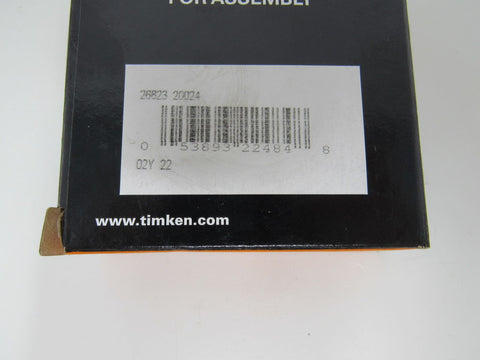 FOR ASSEMBLY
26823 20024
0 53893 22484 8
02Y 22
www.timken.com